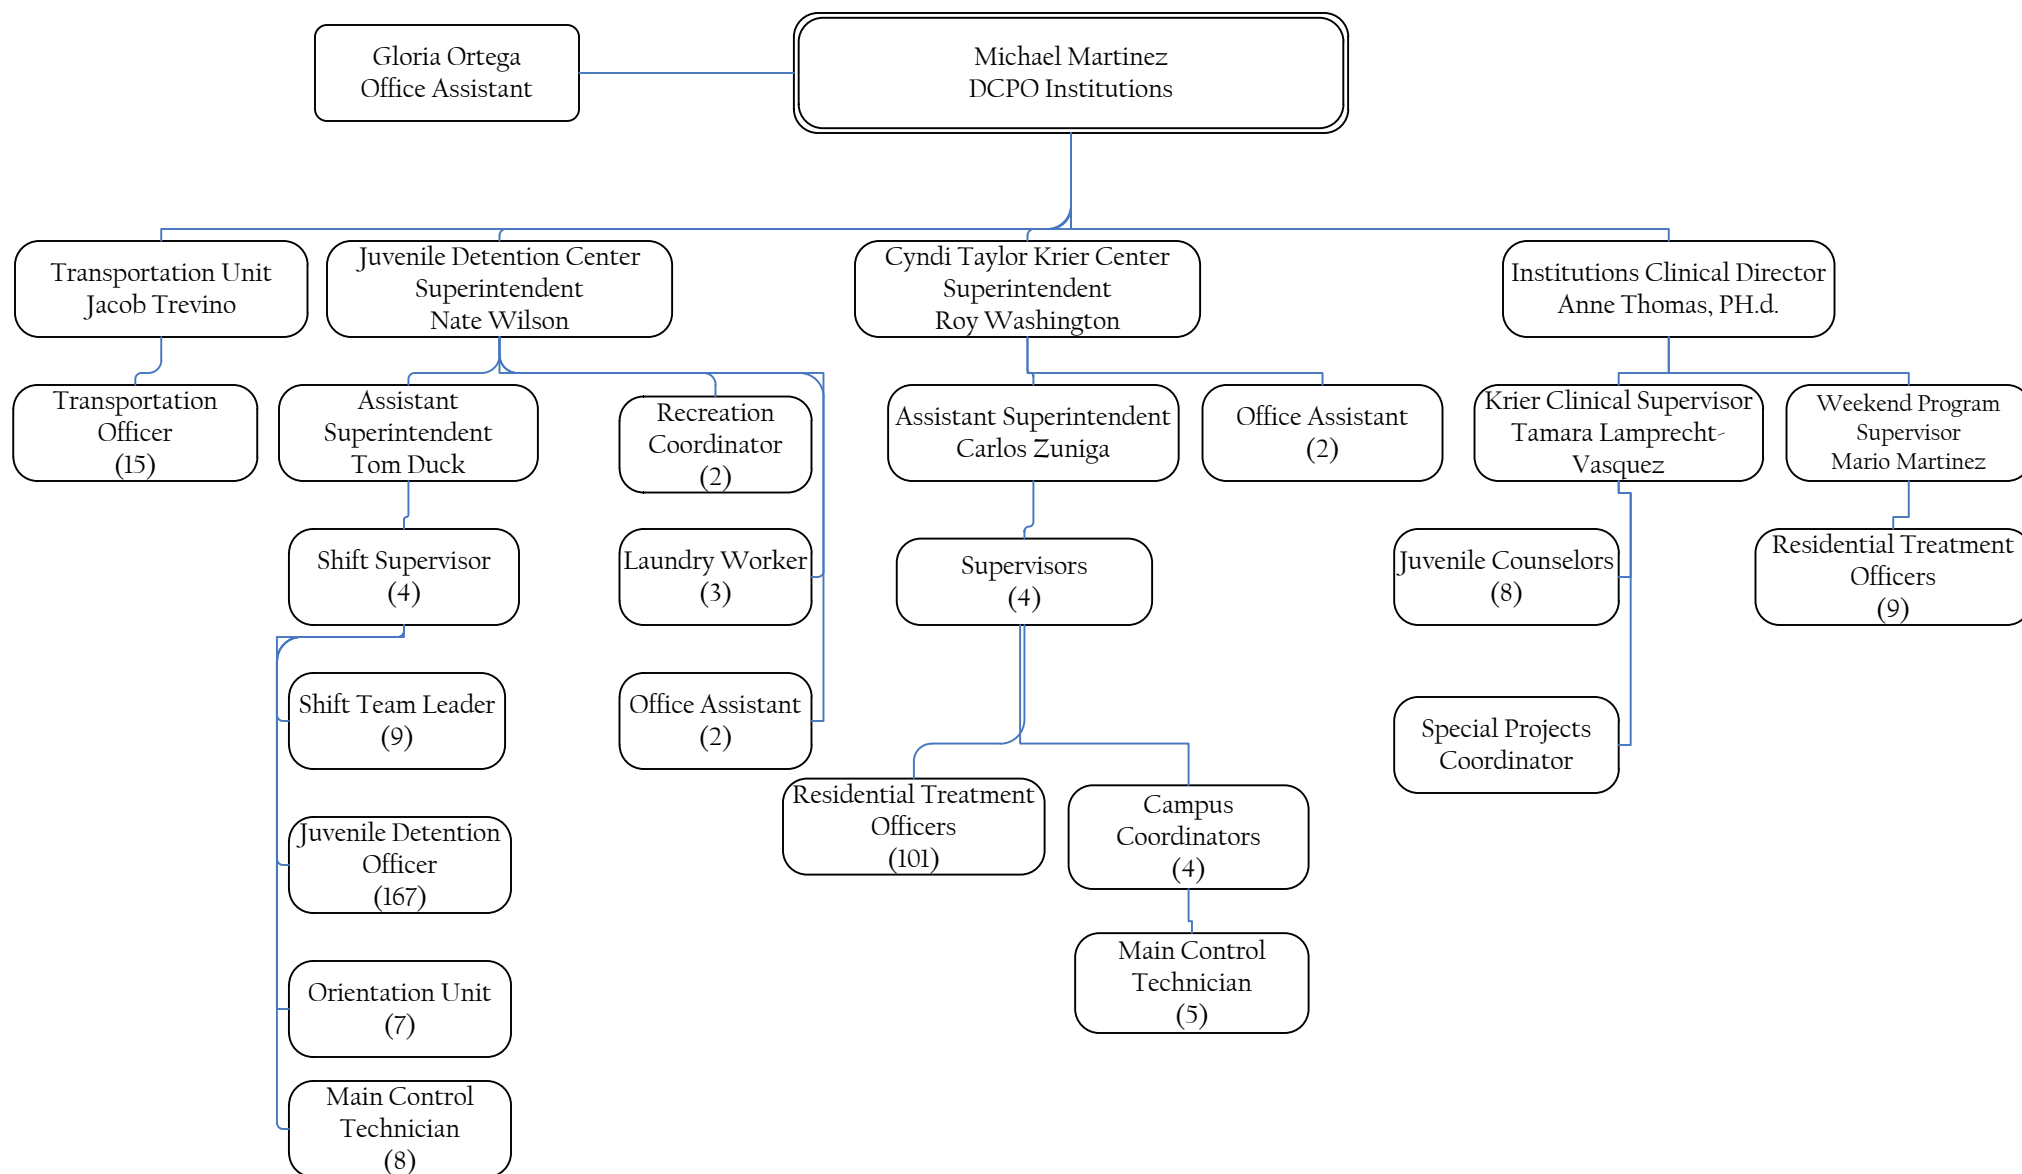 Gloria Ortega
Office Assistant
Michael Martinez
DCPO Institutions
Transportation Unit
Jacob Trevino
Juvenile Detention Center
Superintendent
Nate Wilson
Cyndi Taylor Krier Center
Superintendent
Roy Washington
Institutions Clinical Director
Anne Thomas, PH.d.
Transportation
Officer
(15)
Assistant
Superintendent
Tom Duck
Recreation
Coordinator
(2)
Assistant Superintendent
Carlos Zuniga
Office Assistant
(2)
Krier Clinical Supervisor
Tamara Lamprecht-
Vasquez
Weekend Program
Supervisor
Mario Martinez
Shift Supervisor
(4)
Laundry Worker
(3)
Supervisors
(4)
Juvenile Counselors
(8)
Residential Treatment
Officers
(9)
Shift Team Leader
(9)
Office Assistant
(2)
Special Projects
Coordinator
Residential Treatment
Officers
(101)
Campus
Coordinators
(4)
Juvenile Detention
Officer
(167)
Main Control
Technician
(5)
Orientation Unit
(7)
Main Control
Technician
(8)